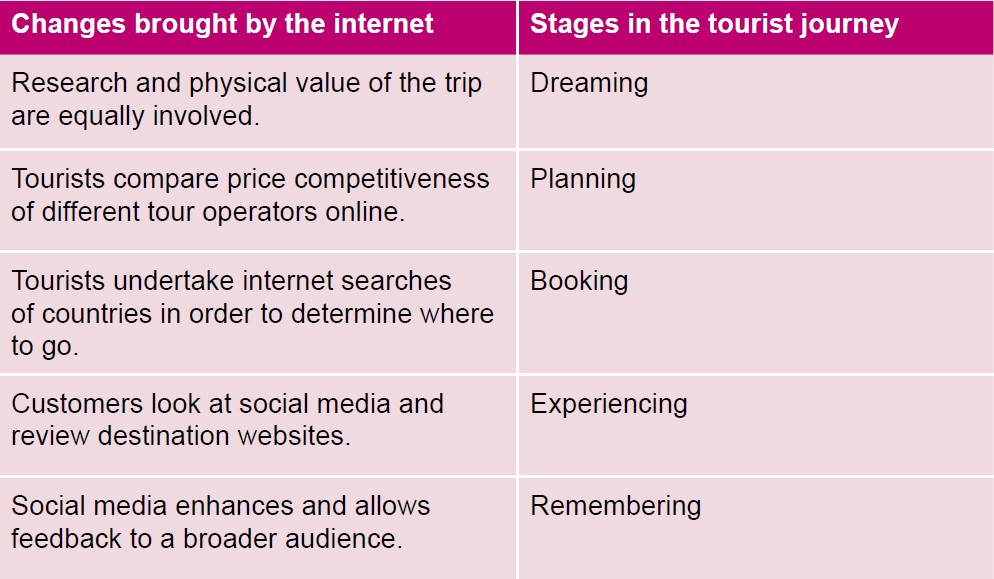 Changes brought by the internet
Stages in the tourist journey
Research and physical value of the trip
are equally involved.
Dreaming
Tourists compare price competitiveness
of different tour operators online.
Planning
Tourists undertake internet searches
of countries in order to determine where
to go.
Booking
Customers look at social media and
review destination websites.
Experiencing
Social media enhances and allows
feedback to a broader audience.
Remembering